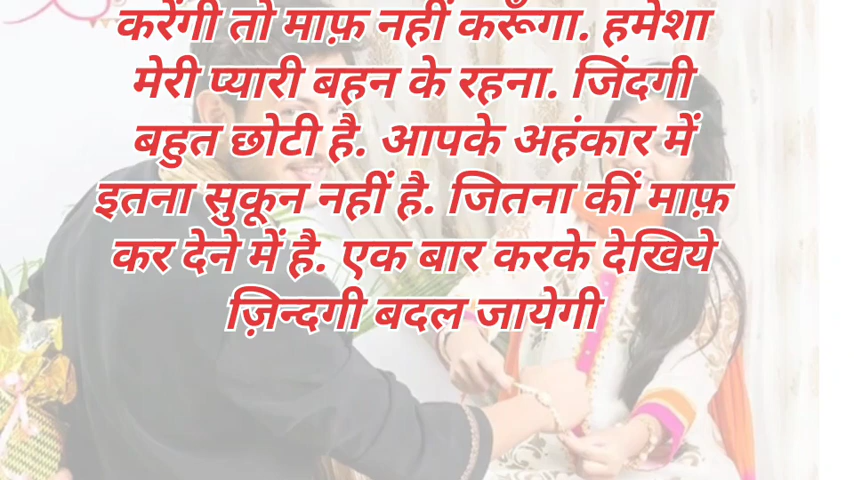 करेंगी तो माफ़ नहीं करूँगा. हमेशा
मेरी प्यारी बहन के रहना. जिंदगी
बहुत छोटी है. आपके अहंकार में
इतना सुकून नहीं है. जितना कीं माफ़
कर देने में है. एक बार करके देखिये
ज़िन्दगी बदल जायेगी